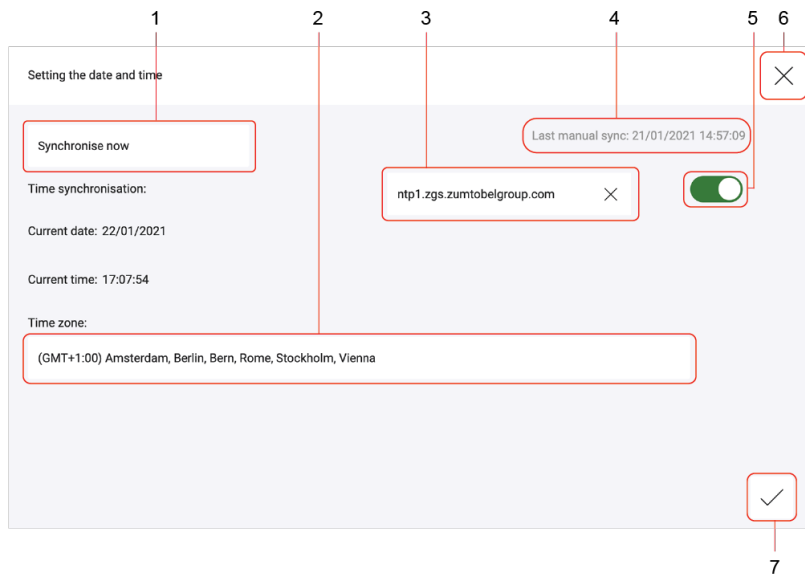 1 2 3 4 5 6
Setting the date and time
Synchronise now
Last manual sync: 21/01/2021 14:57:09
Time synchronisation:
ntp1.zgs.zumtobelgroup.com
Current date: 22/01/2021
Current time: 17:07:54
Time zone:
(GMT+1:00) Amsterdam, Berlin, Bern, Rome, Stockholm, Vienna
7